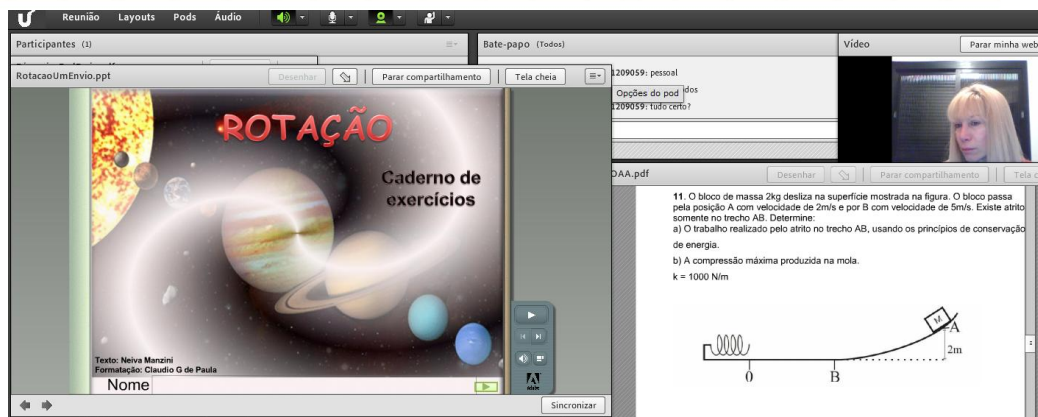 Reunião Layouts Pods Áudio
Participantes (1)
RotacaoUmEnvio.ppt
Desenhar
Parar compartilhamento
Tela cheia
ROTAÇÃO
Caderno de
exercícios
Texto: Neiva Manzini
Formatação: Claudio G de Paula
Nome
Adobe
Sincronizar
Bate-papo (Todos)
1209059: pessoal
Opções do pod
dos
1209059: tudo certo?
Vídeo
Parar minha web
OAA.pdf
Desenhar
Parar compartilhamento
Tela c
11. O bloco de massa 2kg desliza na superfície mostrada na figura. O bloco passa
pela posição A com velocidade de 2m/s e por B com velocidade de 5m/s. Existe atrito
somente no trecho AB. Determine:
a) O trabalho realizado pelo atrito no trecho AB, usando os princípios de conservação
de energia.
b) A compressão máxima produzida na mola.
k = 1000 N/m
M
A
2m
0
B